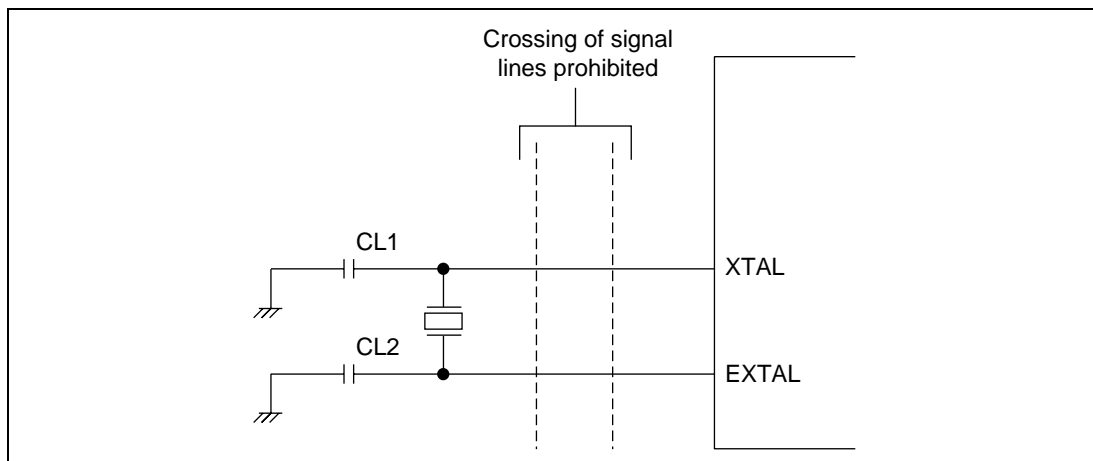 Crossing of signal
lines prohibited
CL1
XTAL
CL2
EXTAL